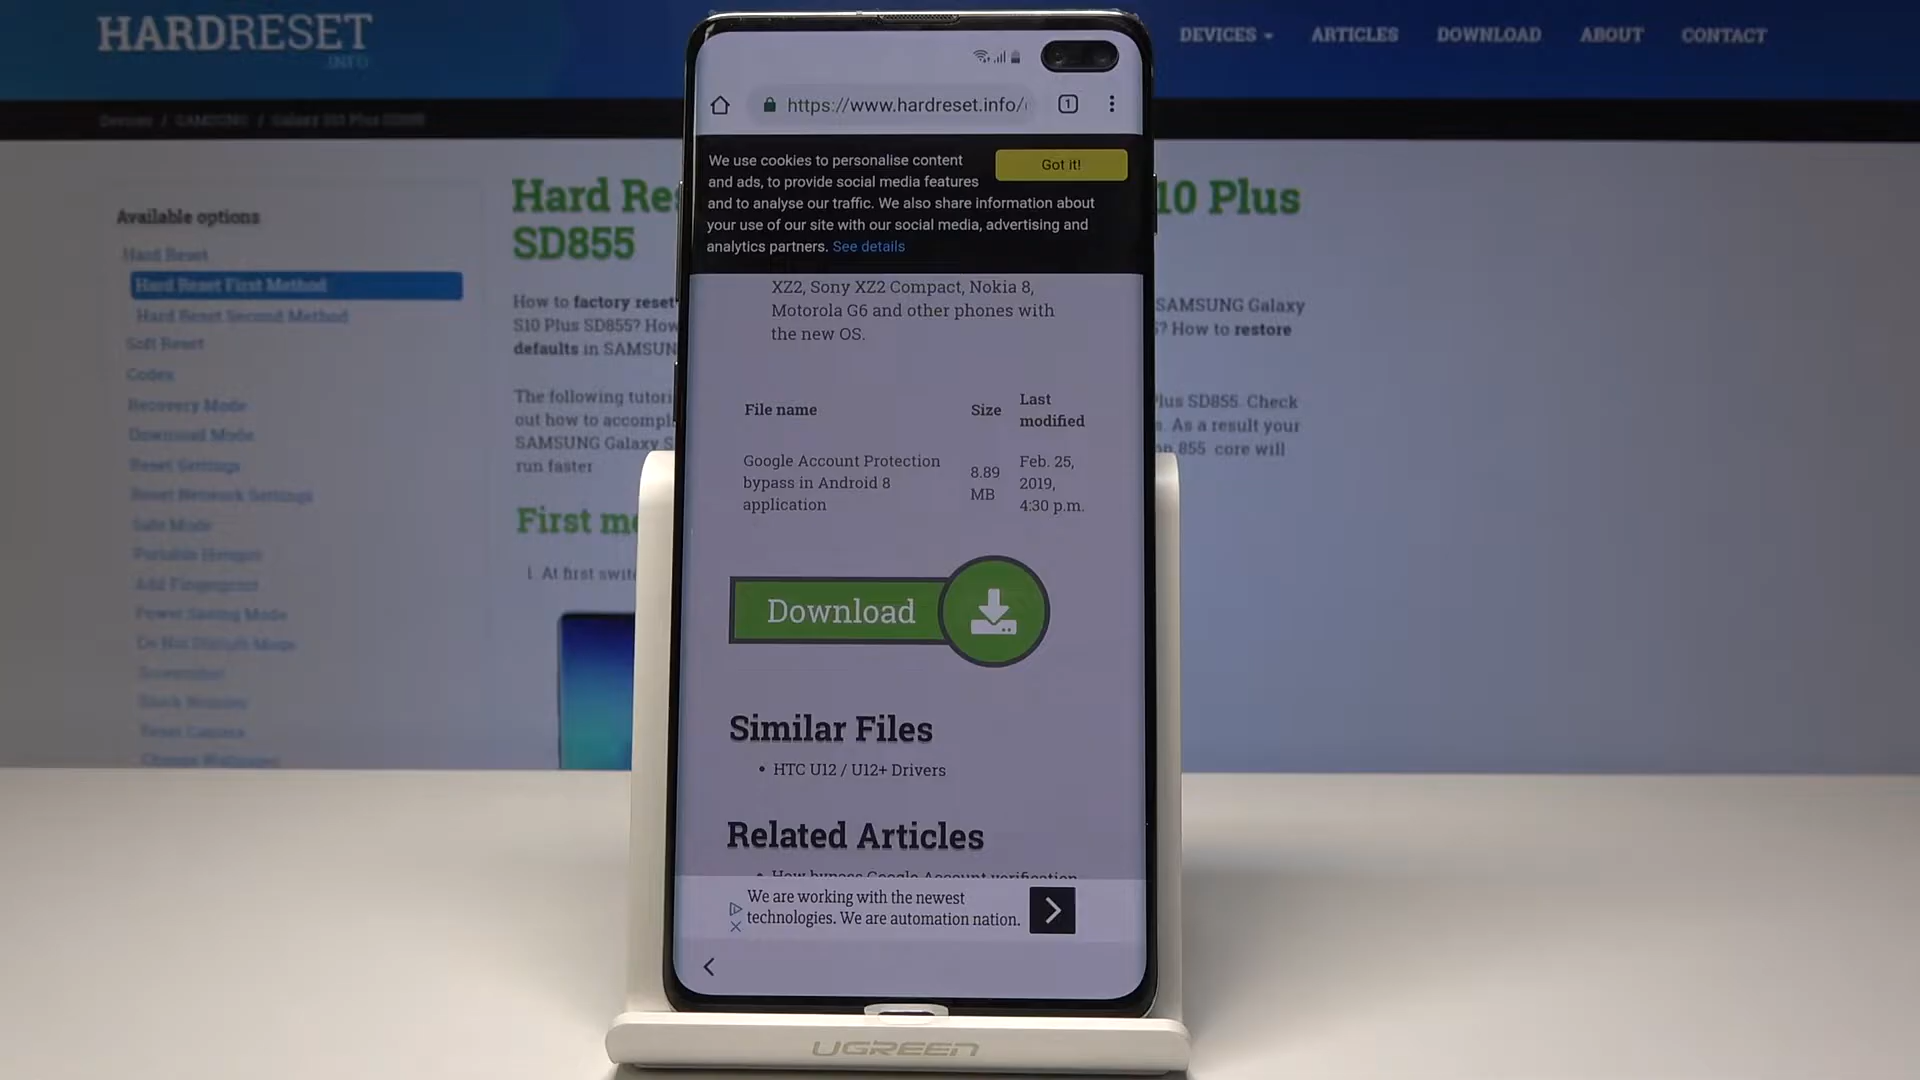 HARDRESET
.INFO
DEVICES
ARTICLES
DOWNLOAD
ABOUT
CONTACT
Devices / SAMSUNG / Galaxy S10 Plus SD855
Available options
Hard Reset
Hard Reset First Method
Hard Reset Second Method
Soft Reset
Codes
Recovery Mode
Download Mode
Reset Settings
Reset Network Settings
Safe Mode
Portable Hotspot
Add Fingerprint
Power Saving Mode
Do Not Disturb Mode
Screenshot
Reset Camera
Change Wallpaper
Hard Res
10 Plus
SD855
How to factory reset
SAMSUNG Galaxy
S10 Plus SD855? How
? How to restore
defaults in SAMSUN
The following tutori
lus SD855. Check
out how to accompl
. As a result your
SAMSUNG Galaxy S
855 core will
run faster
First me
1. At first swit
1
https://www.hardreset.info/
We use cookies to personalise content
and ads, to provide social media features
and to analyse our traffic. We also share information about
your use of our site with our social media, advertising and
analytics partners. See details
Got it!
XZ2, Sony XZ2 Compact, Nokia 8,
Motorola G6 and other phones with
the new OS.
File name
Size
Last
modified
Google Account Protection
bypass in Android 8
application
8.89
MB
Feb. 25,
2019,
4:30 p.m.
Download
Similar Files
• HTC U12 / U12+ Drivers
Related Articles
• How bypass Google Account verification
We are working with the newest
technologies. We are automation nation.
UGREEN